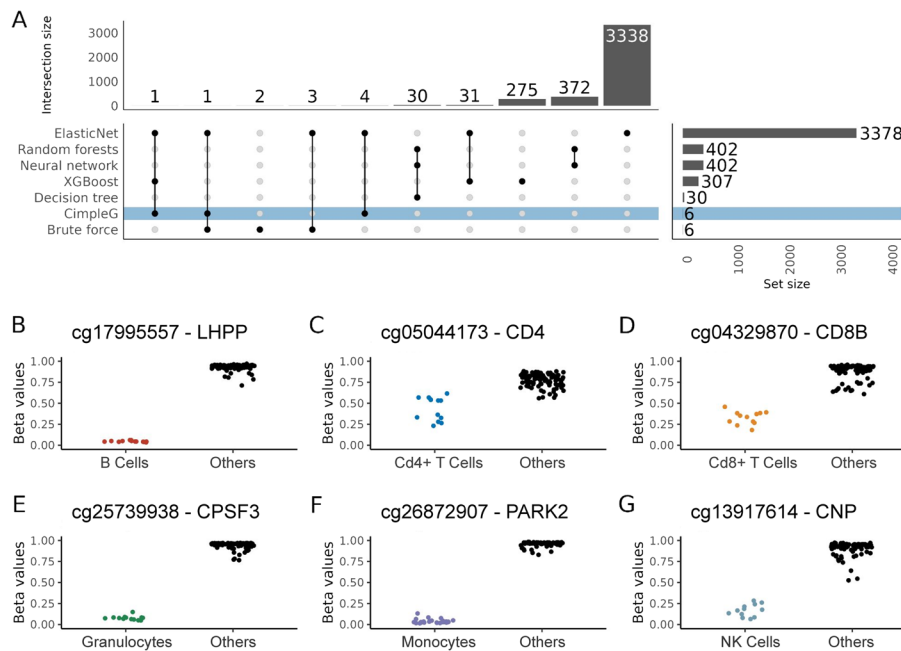 A
Intersection size
3000
2000
1000
0
1 1 2 3 4 30 31 275 372 3338
ElasticNet
Random forests
Neural network
XGBoost
Decision tree
CimpleG
Brute force
3378
402
402
307
30
6
6
0 1000 2000 3000 4000
Set size
B
cg17995557 - LHPP
Beta values
1.00
0.75
0.50
0.25
0.00
B Cells Others
C
cg05044173 - CD4
Beta values
1.00
0.75
0.50
0.25
0.00
Cd4+ T Cells Others
D
cg04329870 - CD8B
Beta values
1.00
0.75
0.50
0.25
0.00
Cd8+ T Cells Others
E
cg25739938 - CPSF3
Beta values
1.00
0.75
0.50
0.25
0.00
Granulocytes Others
F
cg26872907 - PARK2
Beta values
1.00
0.75
0.50
0.25
0.00
Monocytes Others
G
cg13917614 - CNP
Beta values
1.00
0.75
0.50
0.25
0.00
NK Cells Others